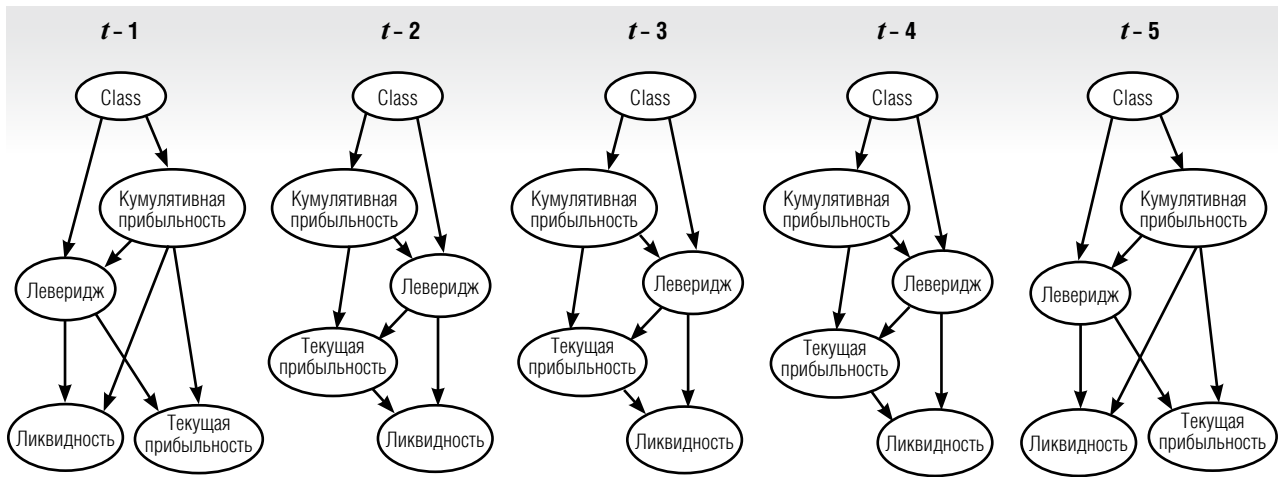 t – 1
t – 2
t – 3
t – 4
t – 5
Class
Кумулятивная
прибыльность
Леверидж
Ликвидность
Текущая
прибыльность
Class
Кумулятивная
прибыльность
Леверидж
Текущая
прибыльность
Ликвидность
Class
Кумулятивная
прибыльность
Леверидж
Текущая
прибыльность
Ликвидность
Class
Кумулятивная
прибыльность
Леверидж
Текущая
прибыльность
Ликвидность
Class
Кумулятивная
прибыльность
Леверидж
Ликвидность
Текущая
прибыльность